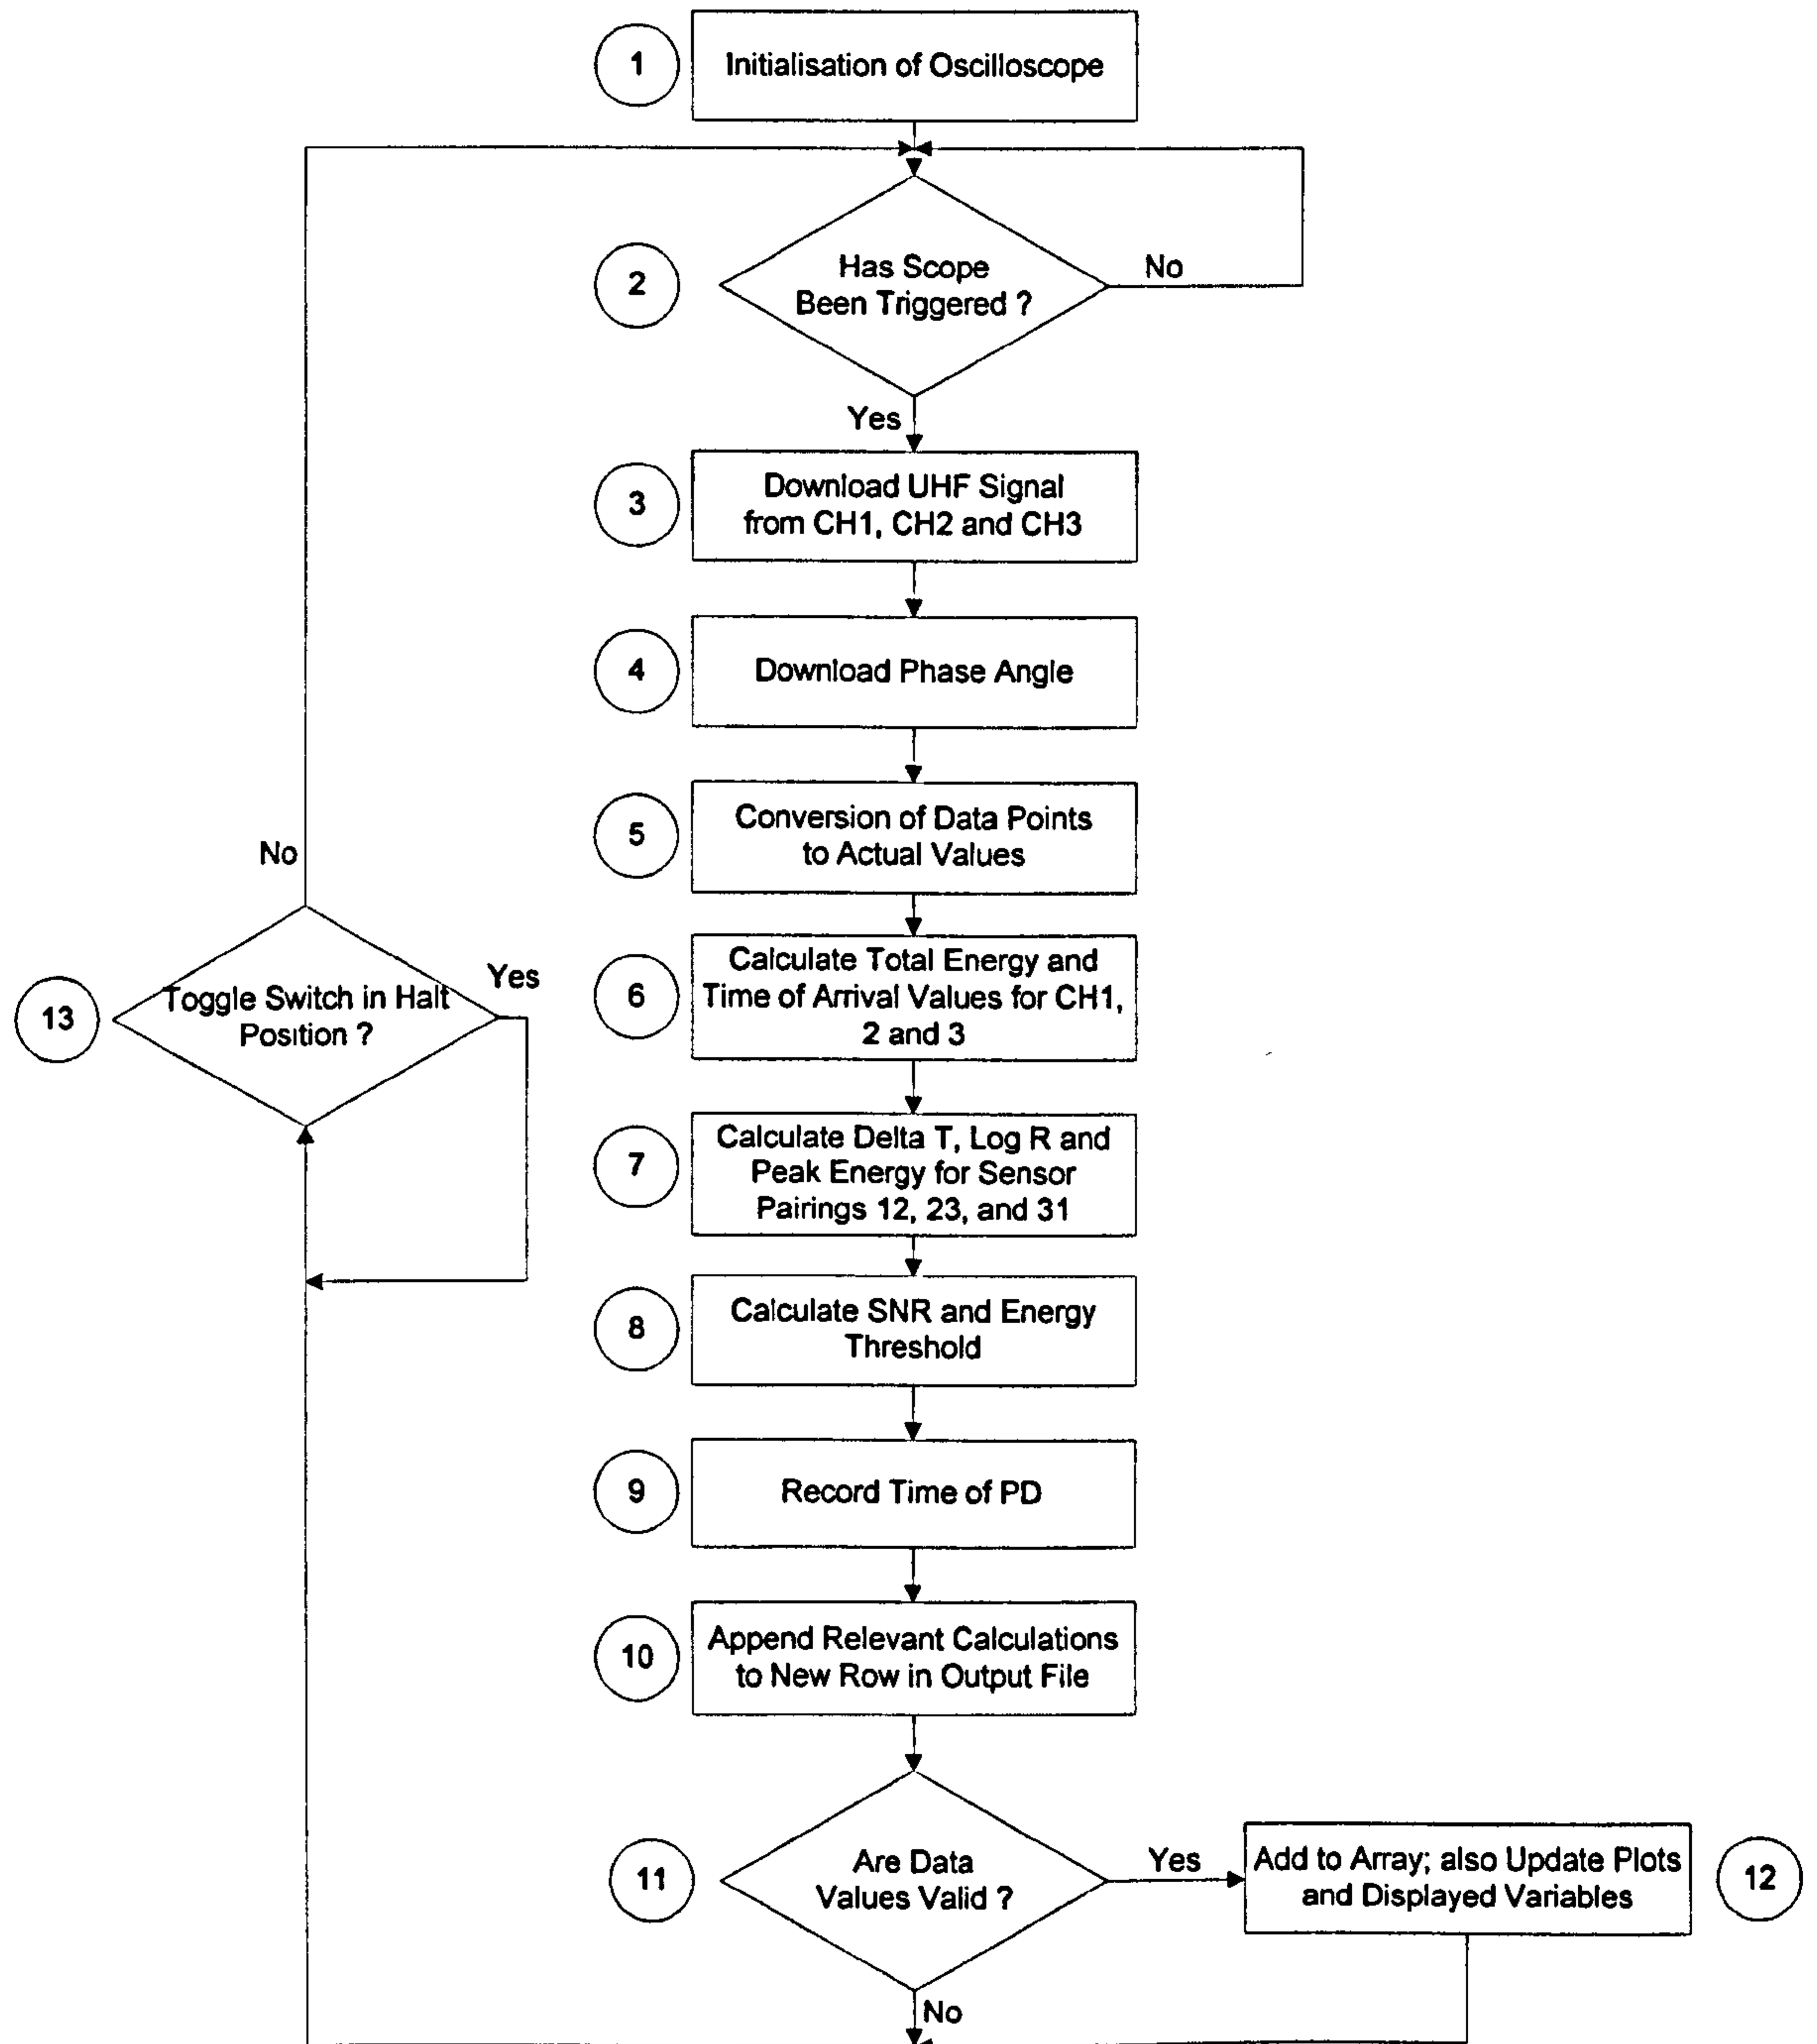 1
Initialisation of Oscilloscope
2
Has Scope
Been Triggered ?
No
Yes
3
Download UHF Signal
from CH1, CH2 and CH3
4
Download Phase Angle
5
Conversion of Data Points
to Actual Values
No
6
Calculate Total Energy and
Time of Arrival Values for CH1,
2 and 3
13
Toggle Switch in Halt
Position ?
Yes
7
Calculate Delta T, Log R and
Peak Energy for Sensor
Pairings 12, 23, and 31
8
Calculate SNR and Energy
Threshold
9
Record Time of PD
10
Append Relevant Calculations
to New Row in Output File
11
Are Data
Values Valid ?
Yes
Add to Array; also Update Plots
and Displayed Variables
12
No